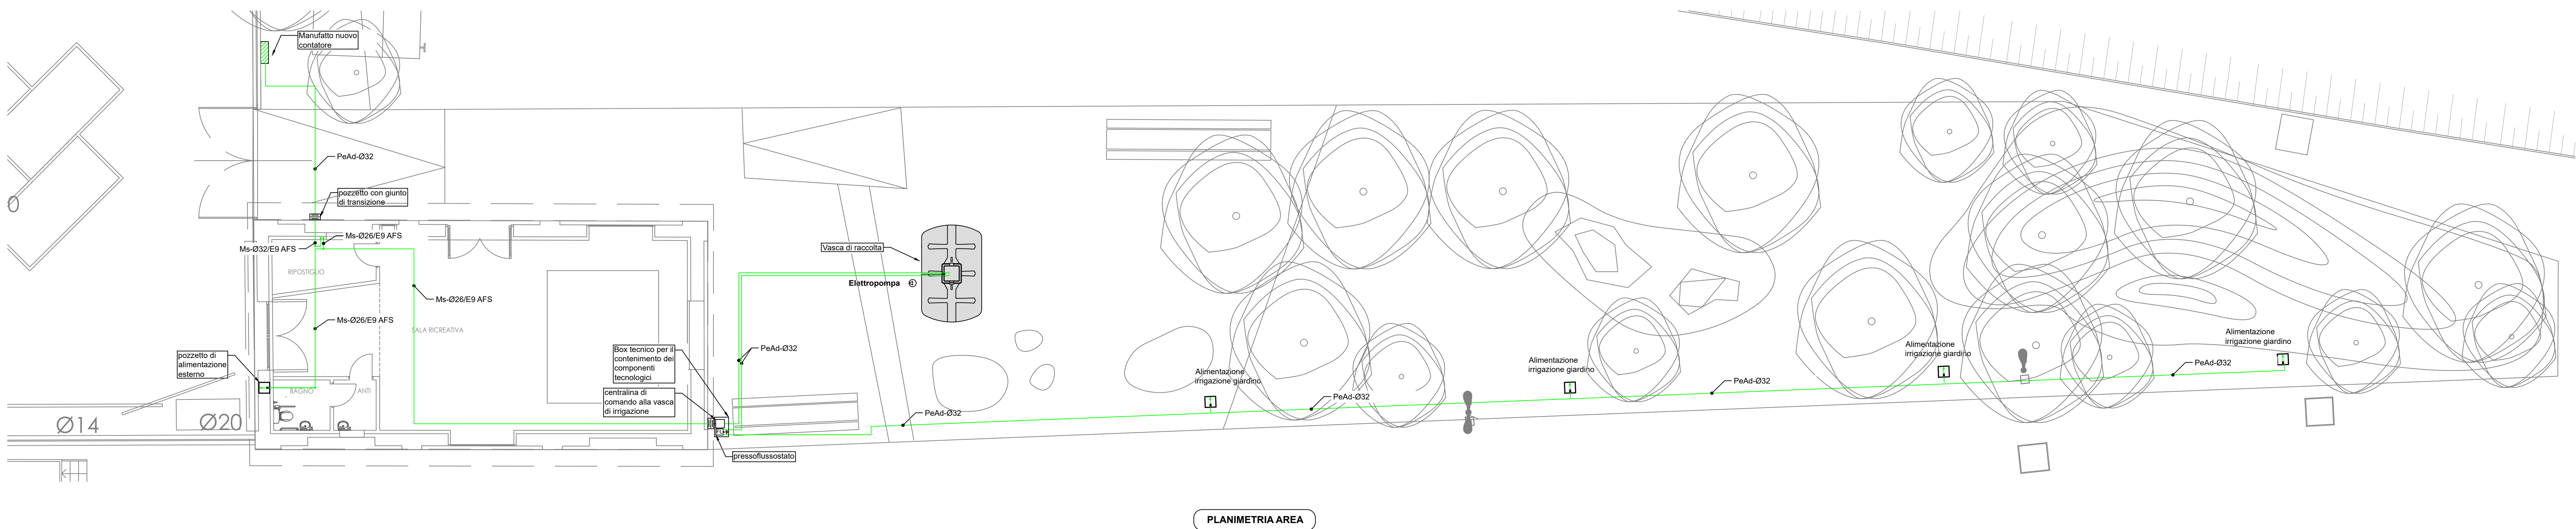 Manufatto nuovo
contatore
PeAd-Ø32
pozzetto con giunto
di transizione
Ms-Ø26/E9 AFS
Ms-Ø32/E9 AFS
RIPOSTIGLIO
Ms-Ø26/E9 AFS
Ms-Ø26/E9 AFS
SALA RICREATIVA
pozzetto di
alimentazione
esterno
BAGNO
ANTI
Ø14
Ø20
Box tecnico per il
contenimento dei
componenti
tecnologici
centralina di
comando alla vasca
di irrigazione
pressoflussostato
PeAd-Ø32
Vasca di raccolta
Elettropompa
PeAd-Ø32
Alimentazione
irrigazione giardino
PeAd-Ø32
Alimentazione
irrigazione giardino
PeAd-Ø32
Alimentazione
irrigazione giardino
PeAd-Ø32
Alimentazione
irrigazione giardino
PLANIMETRIA AREA